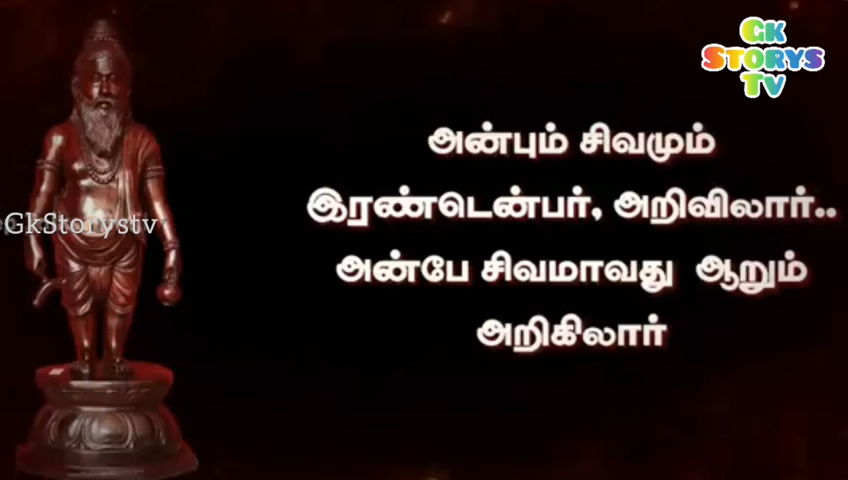 Gk
Storys
Tv
அன்பும் சிவமும்
இரண்டென்பர், அறிவிலார்..
GkStorystv
அன்பே சிவமாவது ஆறும்
அறிகிலார்